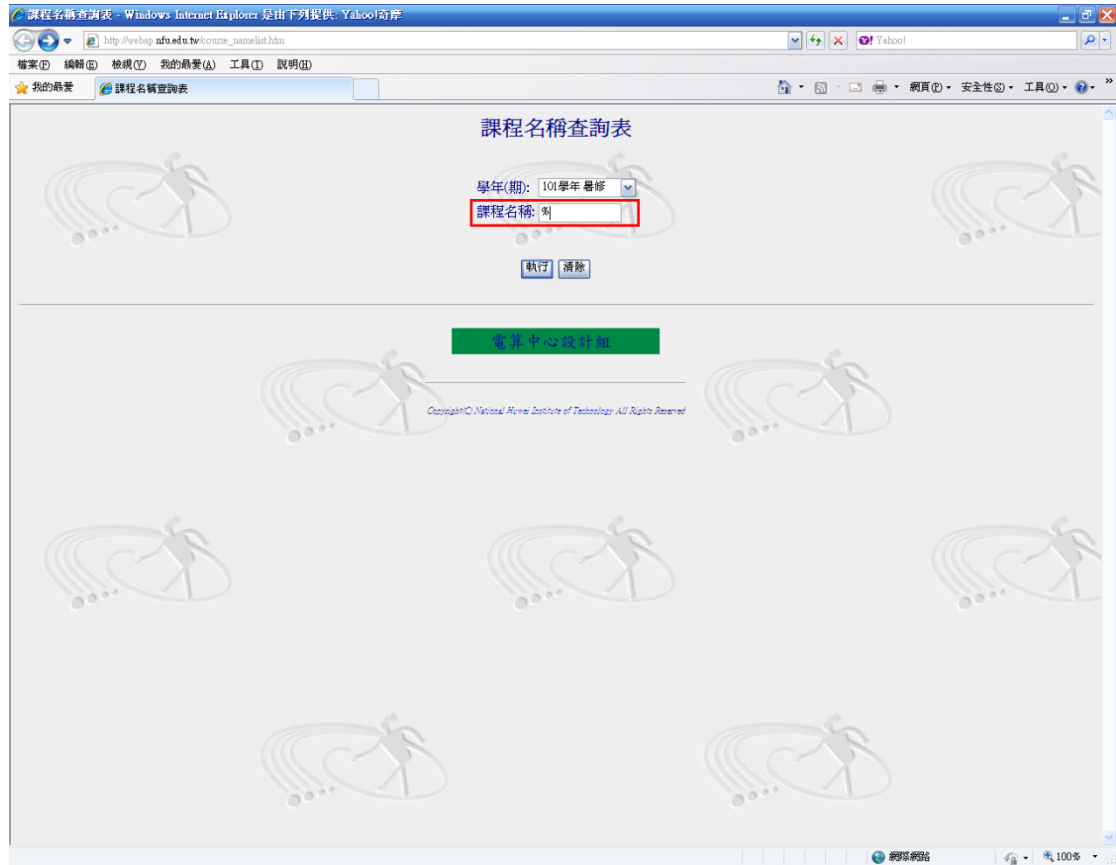 課程名稱查詢表 - Windows Internet Explorer 是由下列提供: Yahoo!奇摩
http://webap.nfu.edu.tw/course_namelist.htm
Yahoo!
檔案(F) 編輯(E) 檢視(V) 我的最愛(A) 工具(T) 說明(H)
我的最愛 課程名稱查詢表 網頁(P) 安全性(S) 工具(O) »
課程名稱查詢表
學年(期): 101學年 暑修
課程名稱: %
執行 清除
電算中心設計組
Copyright(C) National Huwei Institute of Technology All Rights Reserved
網際網路 100%